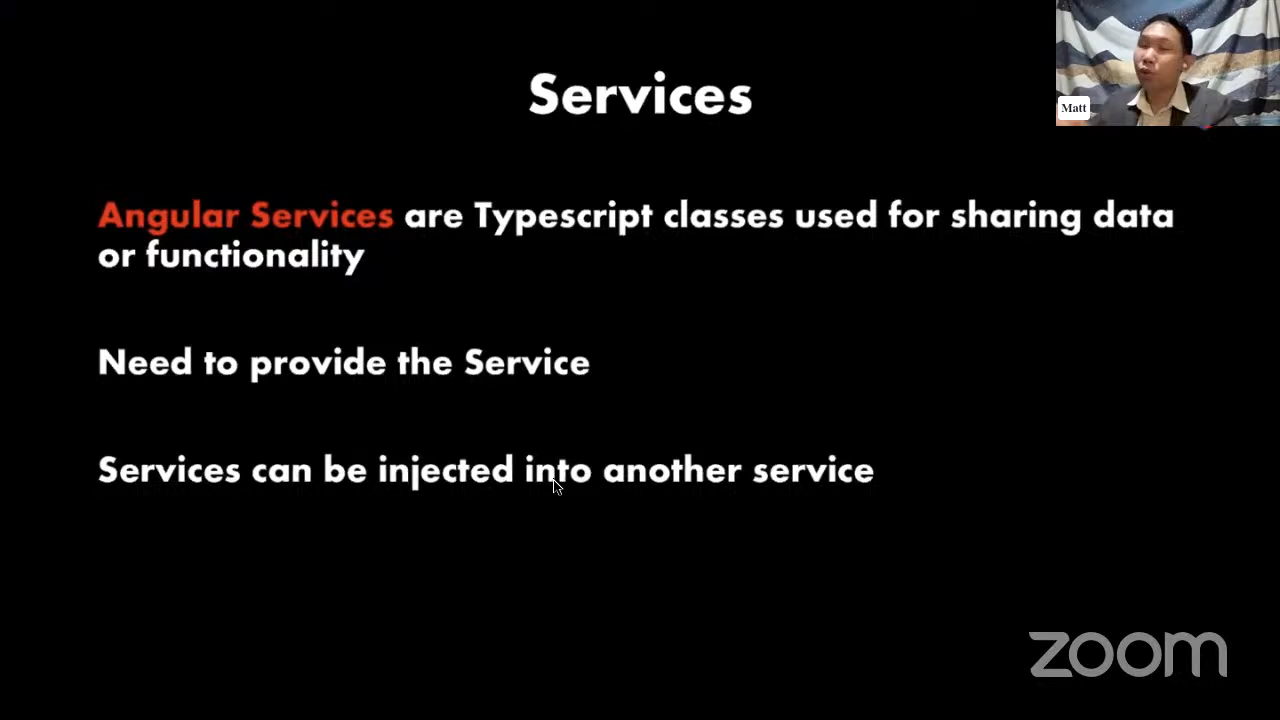 Services
Matt
Angular Services are Typescript classes used for sharing data
or functionality
Need to provide the Service
Services can be injected into another service
zoom